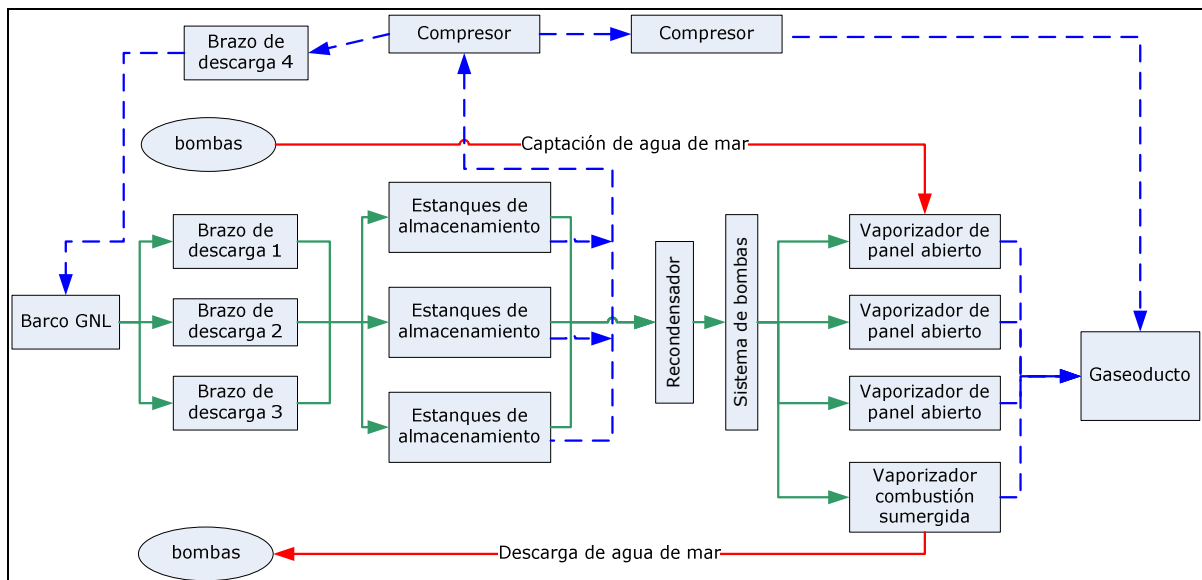 Brazo de
descarga 4
Compresor
Compresor
bombas
Captación de agua de mar
Estanques de
almacenamiento
Brazo de
descarga 1
Vaporizador de
panel abierto
Barco GNL
Brazo de
descarga 2
Estanques de
almacenamiento
Recondensador
Sistema de bombas
Vaporizador de
panel abierto
Gaseoducto
Brazo de
descarga 3
Estanques de
almacenamiento
Vaporizador de
panel abierto
Vaporizador
combustión
sumergida
bombas
Descarga de agua de mar